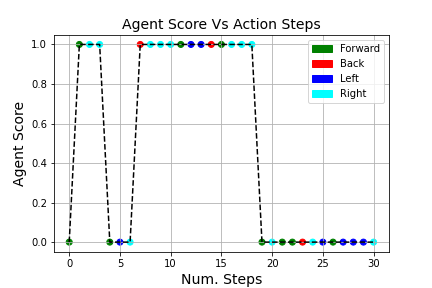 Agent Score Vs Action Steps
1.0
0.8
0.6
0.4
0.2
0.0
Agent Score
Forward
Back
Left
Right
0 5 10 15 20 25 30
Num. Steps